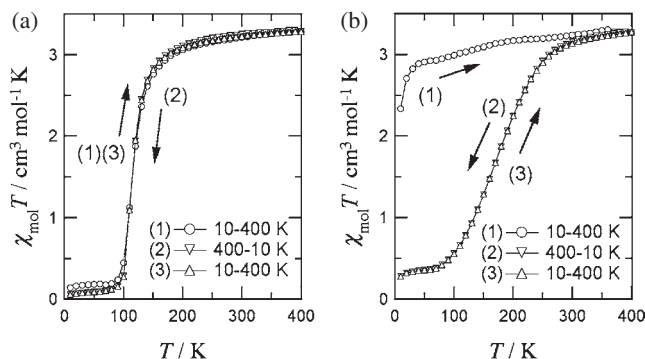 (a)
χmolT / cm³ mol⁻¹ K
4
3
2
1
0
(2)
(1)(3)
(1) 10-400 K
(2) 400-10 K
(3) 10-400 K
0 100 200 300 400
T / K
(b)
χmolT / cm³ mol⁻¹ K
4
3
2
1
0
(1)
(2)
(3)
(1) 10-400 K
(2) 400-10 K
(3) 10-400 K
0 100 200 300 400
T / K